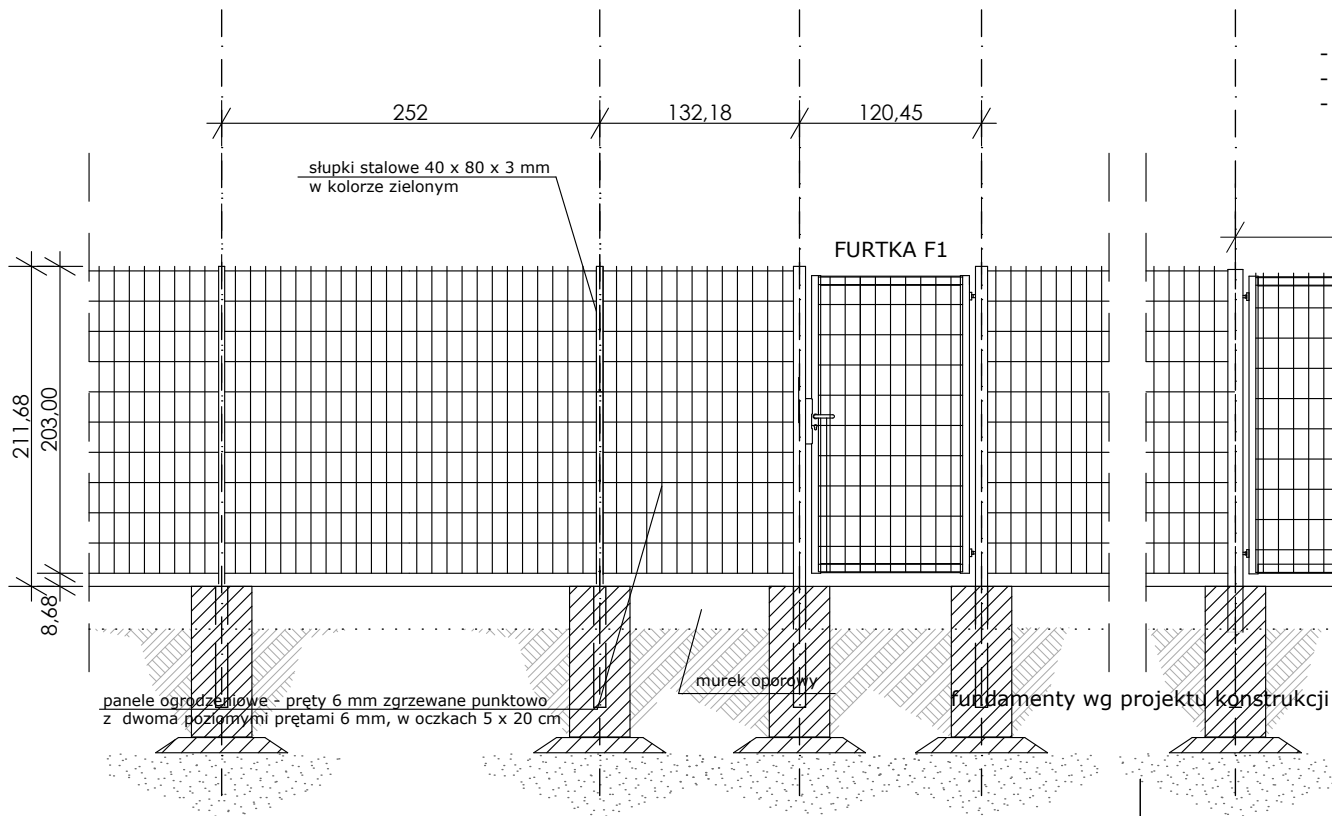 252
132,18
120,45
słupki stalowe 40 x 80 x 3 mm
w kolorze zielonym
FURTKA F1
211,68
203,00
8,68
murek oporowy
panele ogrodzeniowe - pręty 6 mm zgrzewane punktowo
z dwoma poziomymi prętami 6 mm, w oczkach 5 x 20 cm
fundamenty wg projektu konstrukcji
-
-
-